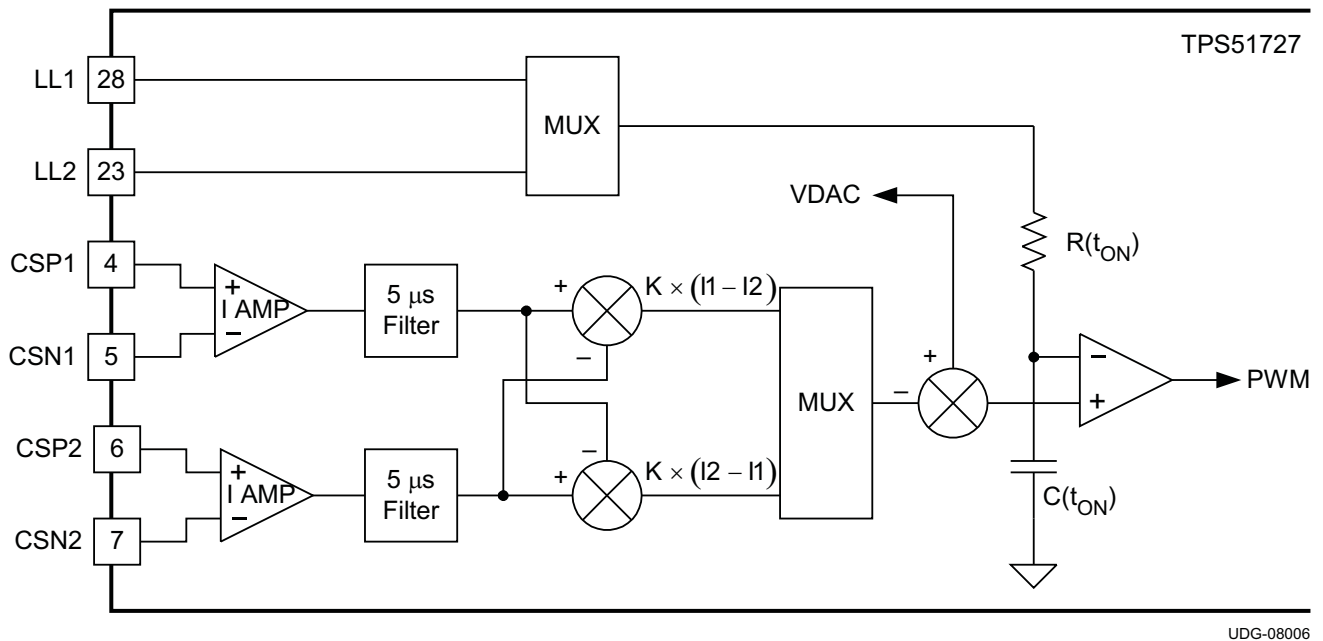 TPS51727
LL1
28
MUX
LL2
23
VDAC
R(tON)
CSP1
4
+
I AMP
−
5 μs
Filter
+
K × (I1 − I2)
−
CSN1
5
MUX
+
−
−
+
PWM
CSP2
6
+
I AMP
−
5 μs
Filter
−
+
K × (I2 − I1)
C(tON)
CSN2
7
UDG-08006